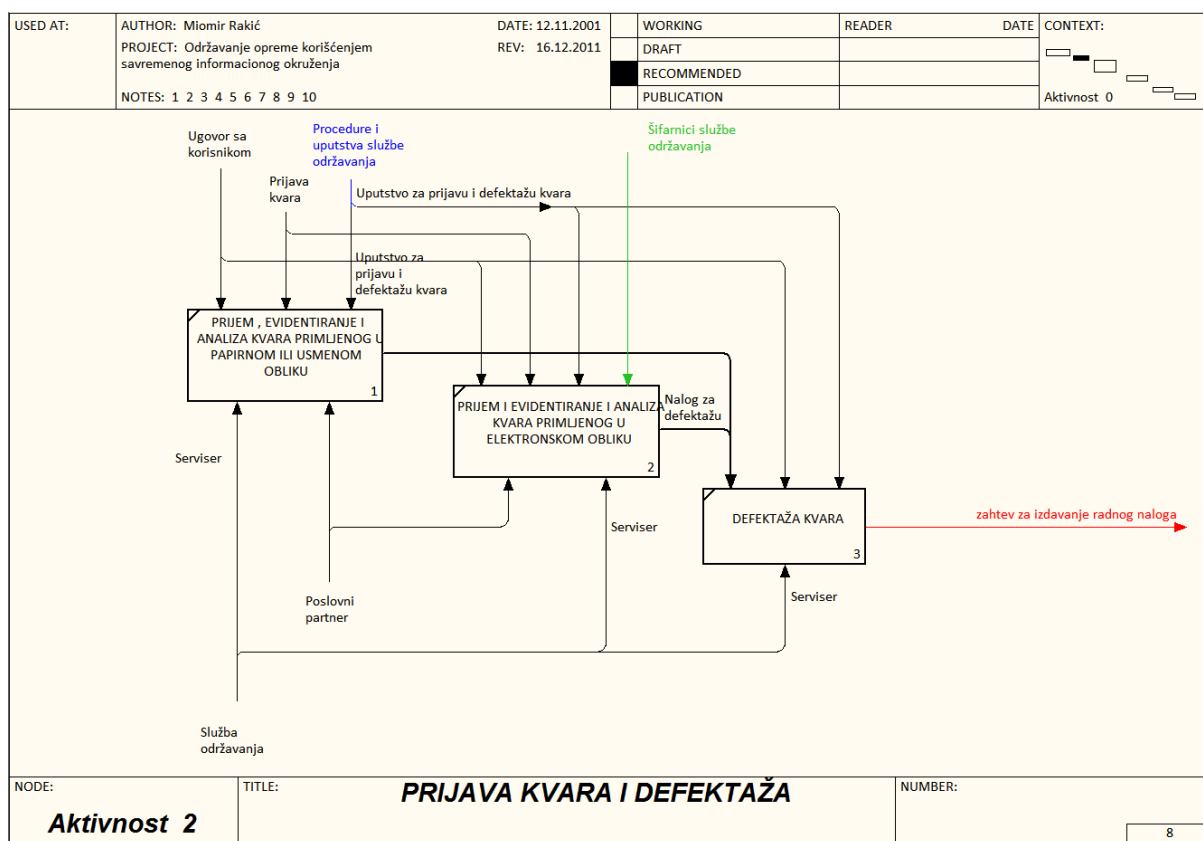 USED AT:
AUTHOR: Miomir Rakić
DATE: 12.11.2001
PROJECT: Održavanje opreme korišćenjem
savremenog informacionog okruženja
REV: 16.12.2011
NOTES: 1 2 3 4 5 6 7 8 9 10
WORKING
DRAFT
RECOMMENDED
PUBLICATION
READER
DATE
CONTEXT:
Aktivnost 0
Ugovor sa
korisnikom
Procedure i
uputstva službe
održavanja
Šifarnici službe
održavanja
Prijava
kvara
Uputstvo za prijavu i defektažu kvara
Uputstvo za
prijavu i
defektažu kvara
PRIJEM , EVIDENTIRANJE I
ANALIZA KVARA PRIMLJENOG U
PAPIRNOM ILI USMENOM
OBLIKU
1
PRIJEM I EVIDENTIRANJE I ANALIZA
KVARA PRIMLJENOG U
ELEKTRONSKOM OBLIKU
2
Nalog za
defektažu
Serviser
DEFEKTAŽA KVARA
3
zahtev za izdavanje radnog naloga
Serviser
Serviser
Poslovni
partner
Služba
održavanja
NODE:
Aktivnost 2
TITLE:
PRIJAVA KVARA I DEFEKTAŽA
NUMBER:
8